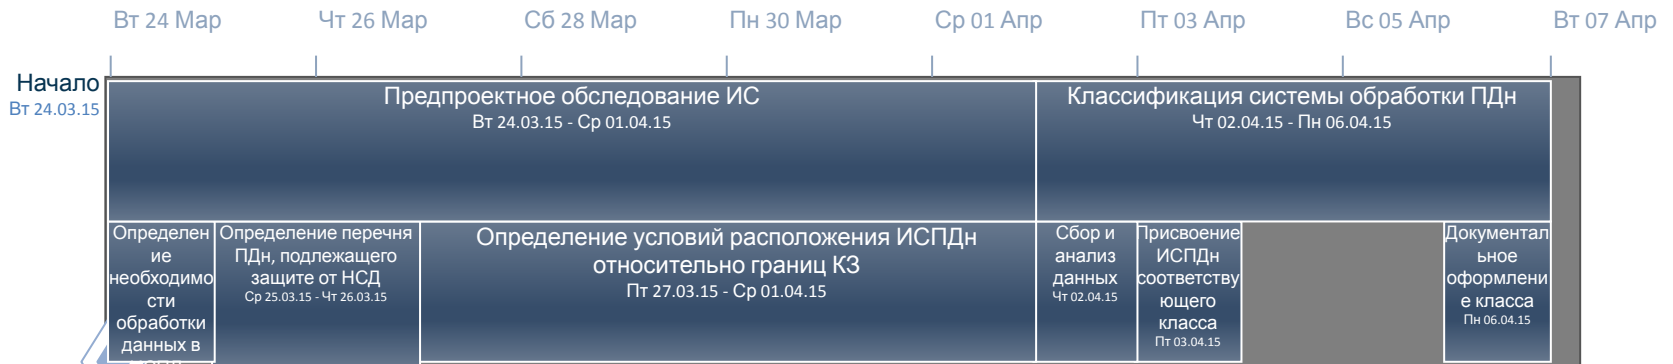 Вт 24 Мар Чт 26 Мар Сб 28 Мар Пн 30 Мар Ср 01 Апр Пт 03 Апр Вс 05 Апр Вт 07 Апр
Начало
Вт 24.03.15
Предпроектное обследование ИС
Вт 24.03.15 - Ср 01.04.15
Классификация системы обработки ПДн
Чт 02.04.15 - Пн 06.04.15
Определен
ие
необходимо
сти
обработки
данных в
Определение перечня
ПДн, подлежащего
защите от НСД
Ср 25.03.15 - Чт 26.03.15
Определение условий расположения ИСПДн
относительно границ КЗ
Пт 27.03.15 - Ср 01.04.15
Сбор и
анализ
данных
Чт 02.04.15
Присвоение
ИСПДн
соответству
ющего
класса
Пт 03.04.15
Документал
ьное
оформлени
е класса
Пн 06.04.15